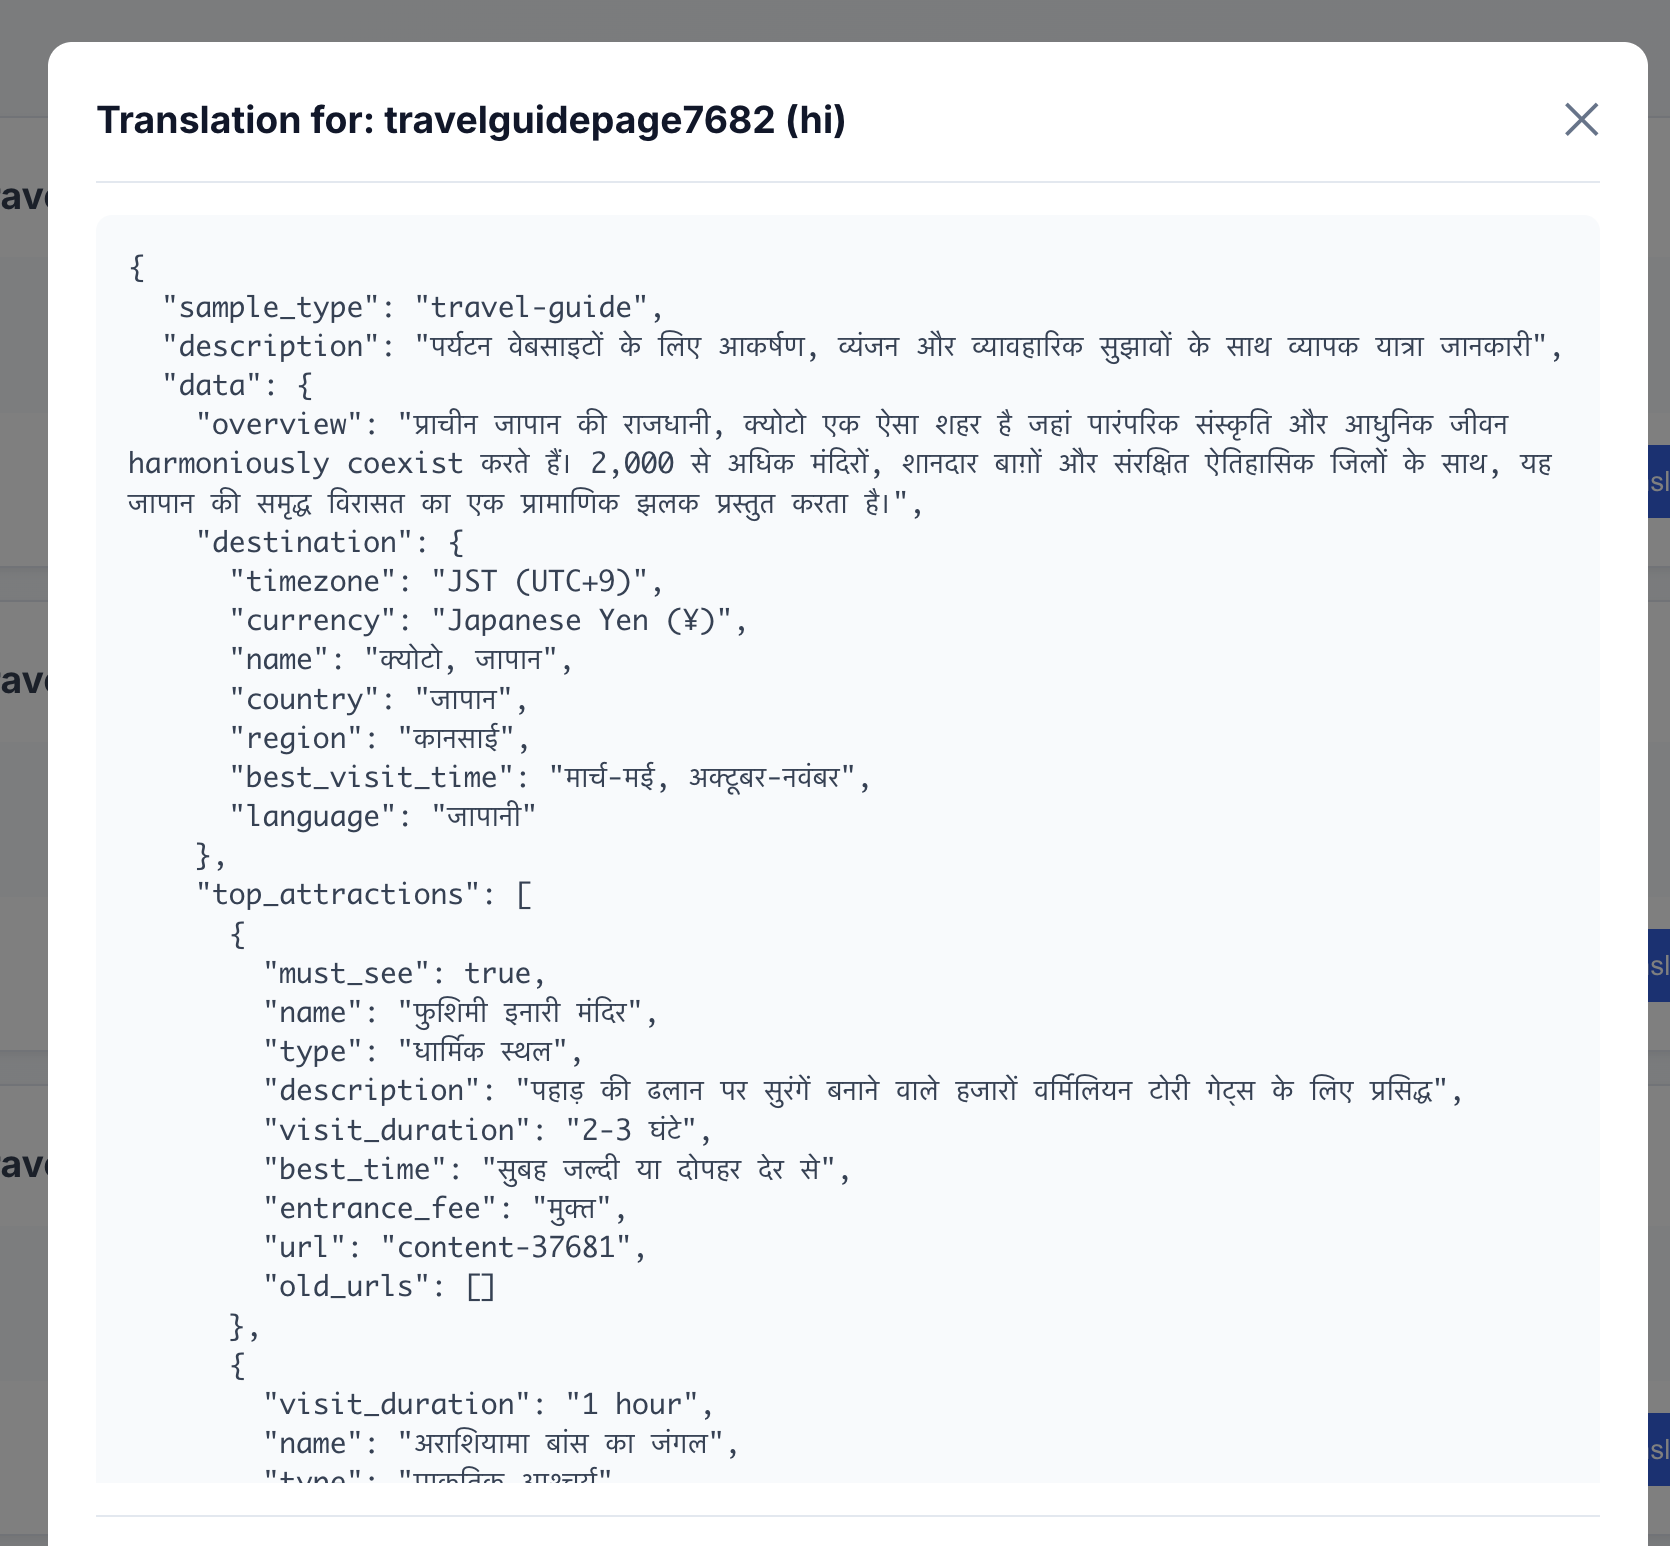 Translation for: travelguidepage7682 (hi)
{
"sample_type": "travel-guide",
"description": "पर्यटन वेबसाइटों के लिए आकर्षण, व्यंजन और व्यावहारिक सुझावों के साथ व्यापक यात्रा जानकारी",
"data": {
"overview": "प्राचीन जापान की राजधानी, क्योटो एक ऐसा शहर है जहां पारंपरिक संस्कृति और आधुनिक जीवन
harmoniously coexist करते हैं। 2,000 से अधिक मंदिरों, शानदार बाग़ों और संरक्षित ऐतिहासिक जिलों के साथ, यह
जापान की समृद्ध विरासत का एक प्रामाणिक झलक प्रस्तुत करता है।",
"destination": {
"timezone": "JST (UTC+9)",
"currency": "Japanese Yen (¥)",
"name": "क्योटो, जापान",
"country": "जापान",
"region": "कानसाई",
"best_visit_time": "मार्च-मई, अक्टूबर-नवंबर",
"language": "जापानी"
},
"top_attractions": [
{
"must_see": true,
"name": "फुशिमी इनारी मंदिर",
"type": "धार्मिक स्थल",
"description": "पहाड़ की ढलान पर सुरंगें बनाने वाले हजारों वर्मिलियन टोरी गेट्स के लिए प्रसिद्ध",
"visit_duration": "2-3 घंटे",
"best_time": "सुबह जल्दी या दोपहर देर से",
"entrance_fee": "मुक्त",
"url": "content-37681",
"old_urls": []
},
{
"visit_duration": "1 hour",
"name": "अराशियामा बांस का जंगल",
"type": "प्राकृतिक आश्चर्य"